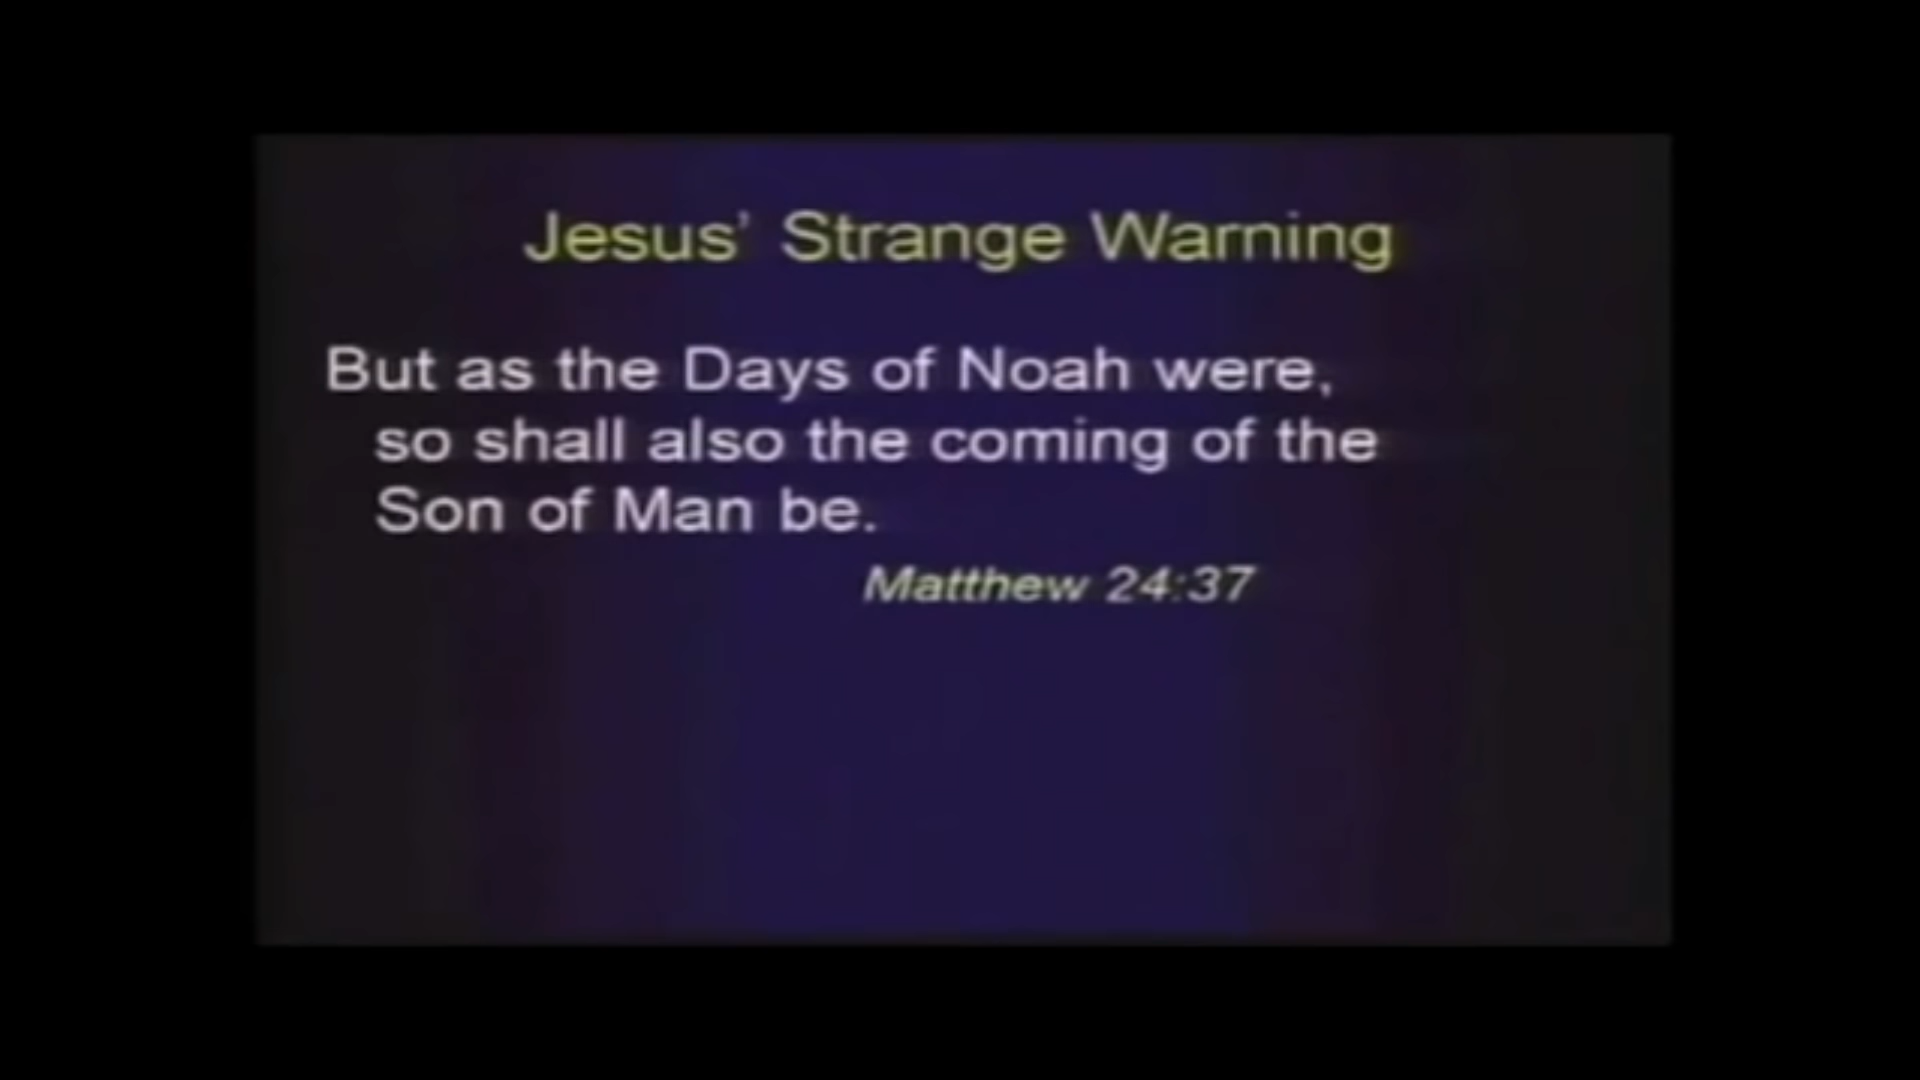 Jesus’ Strange Warning
But as the Days of Noah were,
so shall also the coming of the
Son of Man be.
Matthew 24:37